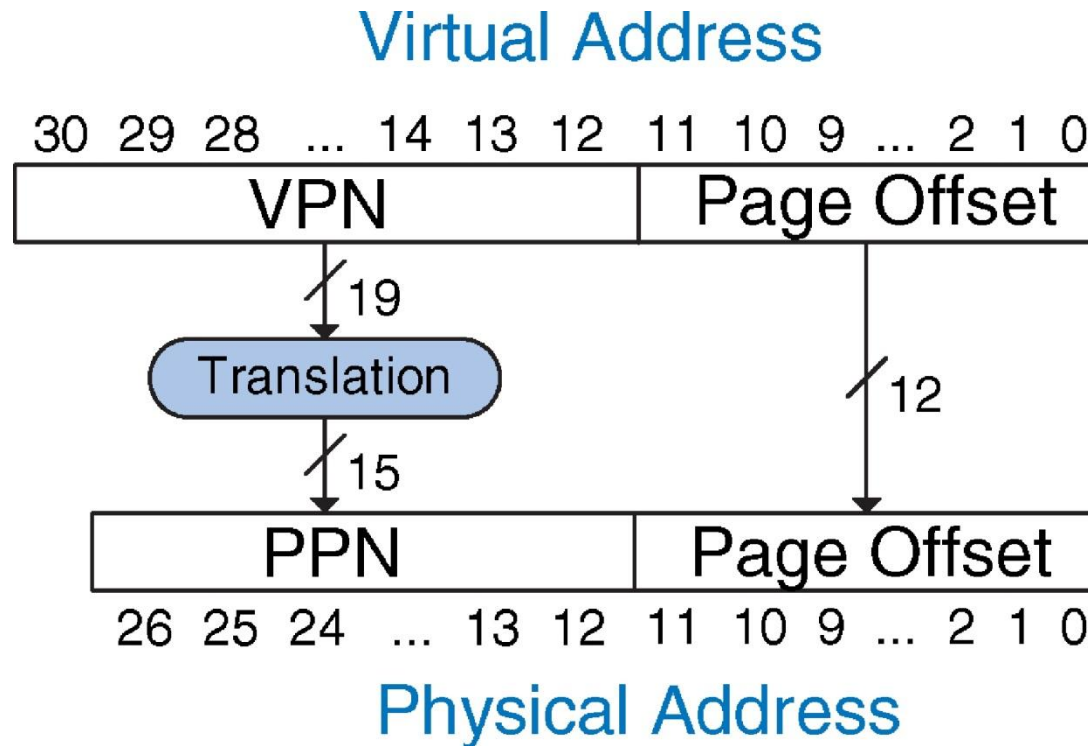 Virtual Address
30 29 28 ... 14 13 12 11 10 9 ... 2 1 0
VPN Page Offset
19
Translation
12
15
PPN Page Offset
26 25 24 ... 13 12 11 10 9 ... 2 1 0
Physical Address